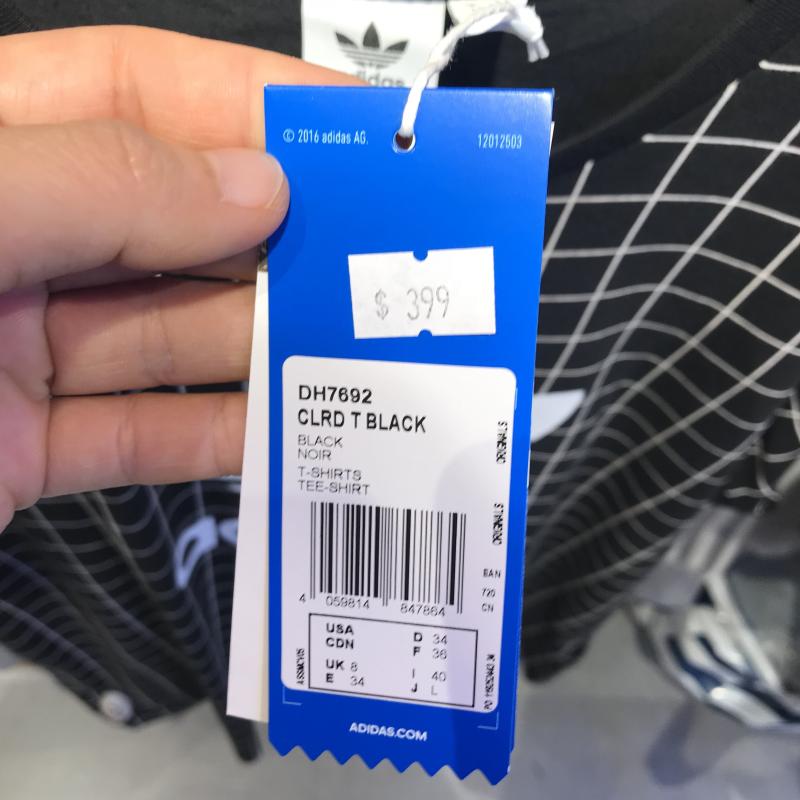 adidas
© 2016 adidas AG.
12012503
$ 399
DH7692
CLRD T BLACK
BLACK
NOIR
T-SHIRTS
TEE-SHIRT
ORIGINALS
ORIGINALS
EAN
720
CN
4 059814 847864
USA
CDN
UK 8
E 34
D 34
F 36
I 40
J L
ADIDAS.COM